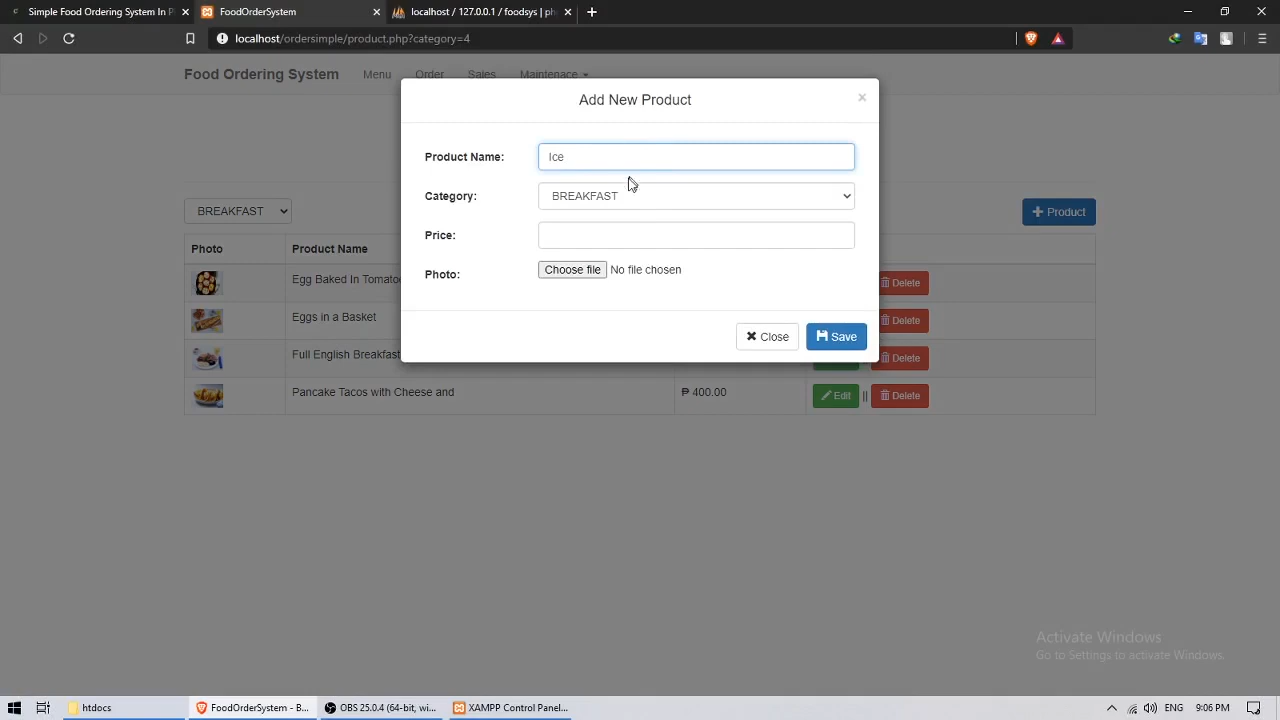 Simple Food Ordering System In P
FoodOrderSystem
localhost / 127.0.0.1 / foodsys | ph
localhost/ordersimple/product.php?category=4
Food Ordering System
Menu
Order
Sales
Maintenace
Add New Product
×
Product Name:
Ice
Category:
BREAKFAST
Price:
Photo:
Choose file No file chosen
Close
Save
BREAKFAST
Product
Photo
Product Name
Egg Baked In Tomato
Delete
Eggs in a Basket
Delete
Full English Breakfast
Delete
Pancake Tacos with Cheese and
₱ 400.00
Edit || Delete
Activate Windows
Go to Settings to activate Windows.
htdocs
FoodOrderSystem - B...
OBS 25.0.4 (64-bit, wi...
XAMPP Control Panel...
ENG
9:06 PM